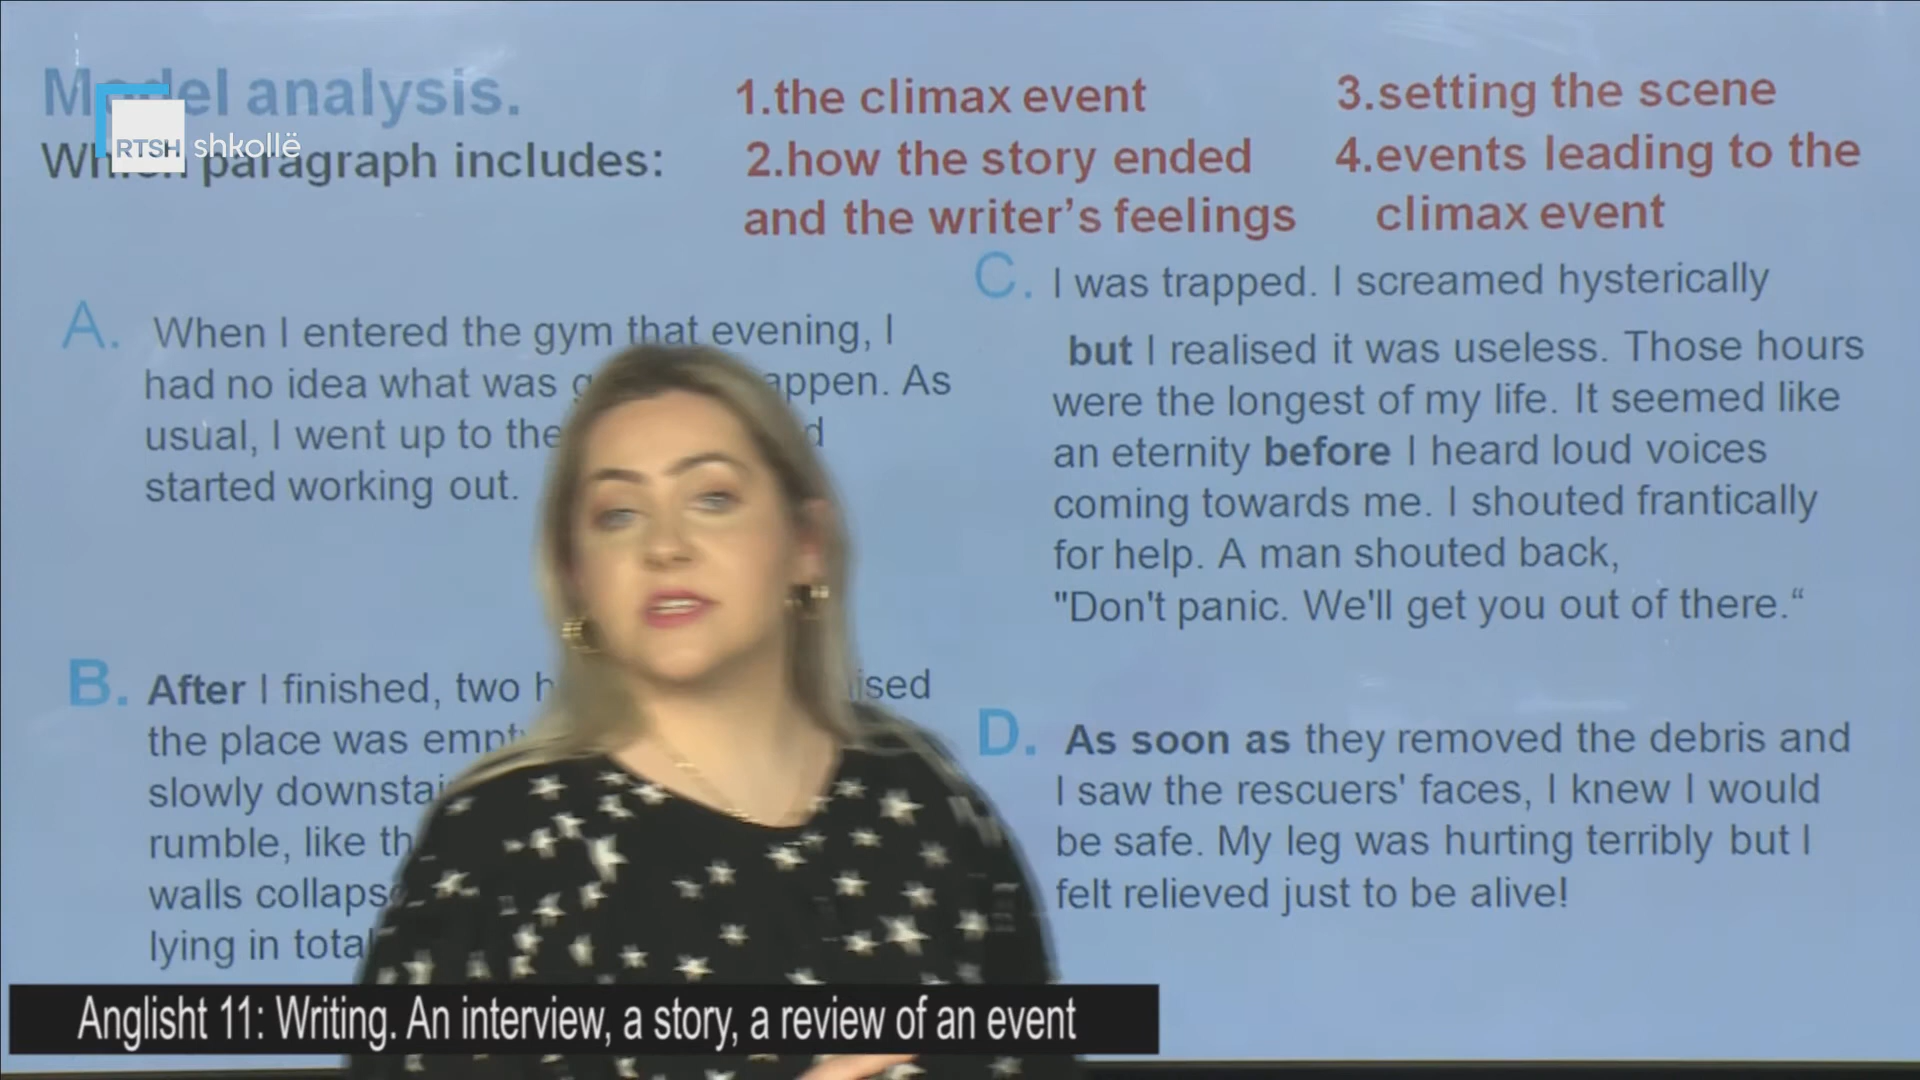 Model analysis.
RTSH shkollë
Which paragraph includes:
1.the climax event
2.how the story ended
and the writer's feelings
3.setting the scene
4.events leading to the
climax event
A. When I entered the gym that evening, I
had no idea what was appen. As
usual, I went up to the
started working out.
B. After I finished, two
the place was empty
slowly
rumble, like
walls
lying in
C. I was trapped. I screamed hysterically
but I realised it was useless. Those hours
were the longest of my life. It seemed like
an eternity before I heard loud voices
coming towards me. I shouted frantically
for help. A man shouted back,
"Don't panic. We'll get you out of there.“
D. As soon as they removed the debris and
I saw the rescuers' faces, I knew I would
be safe. My leg was hurting terribly but I
felt relieved just to be alive!
Anglisht 11: Writing. An interview, a story, a review of an event